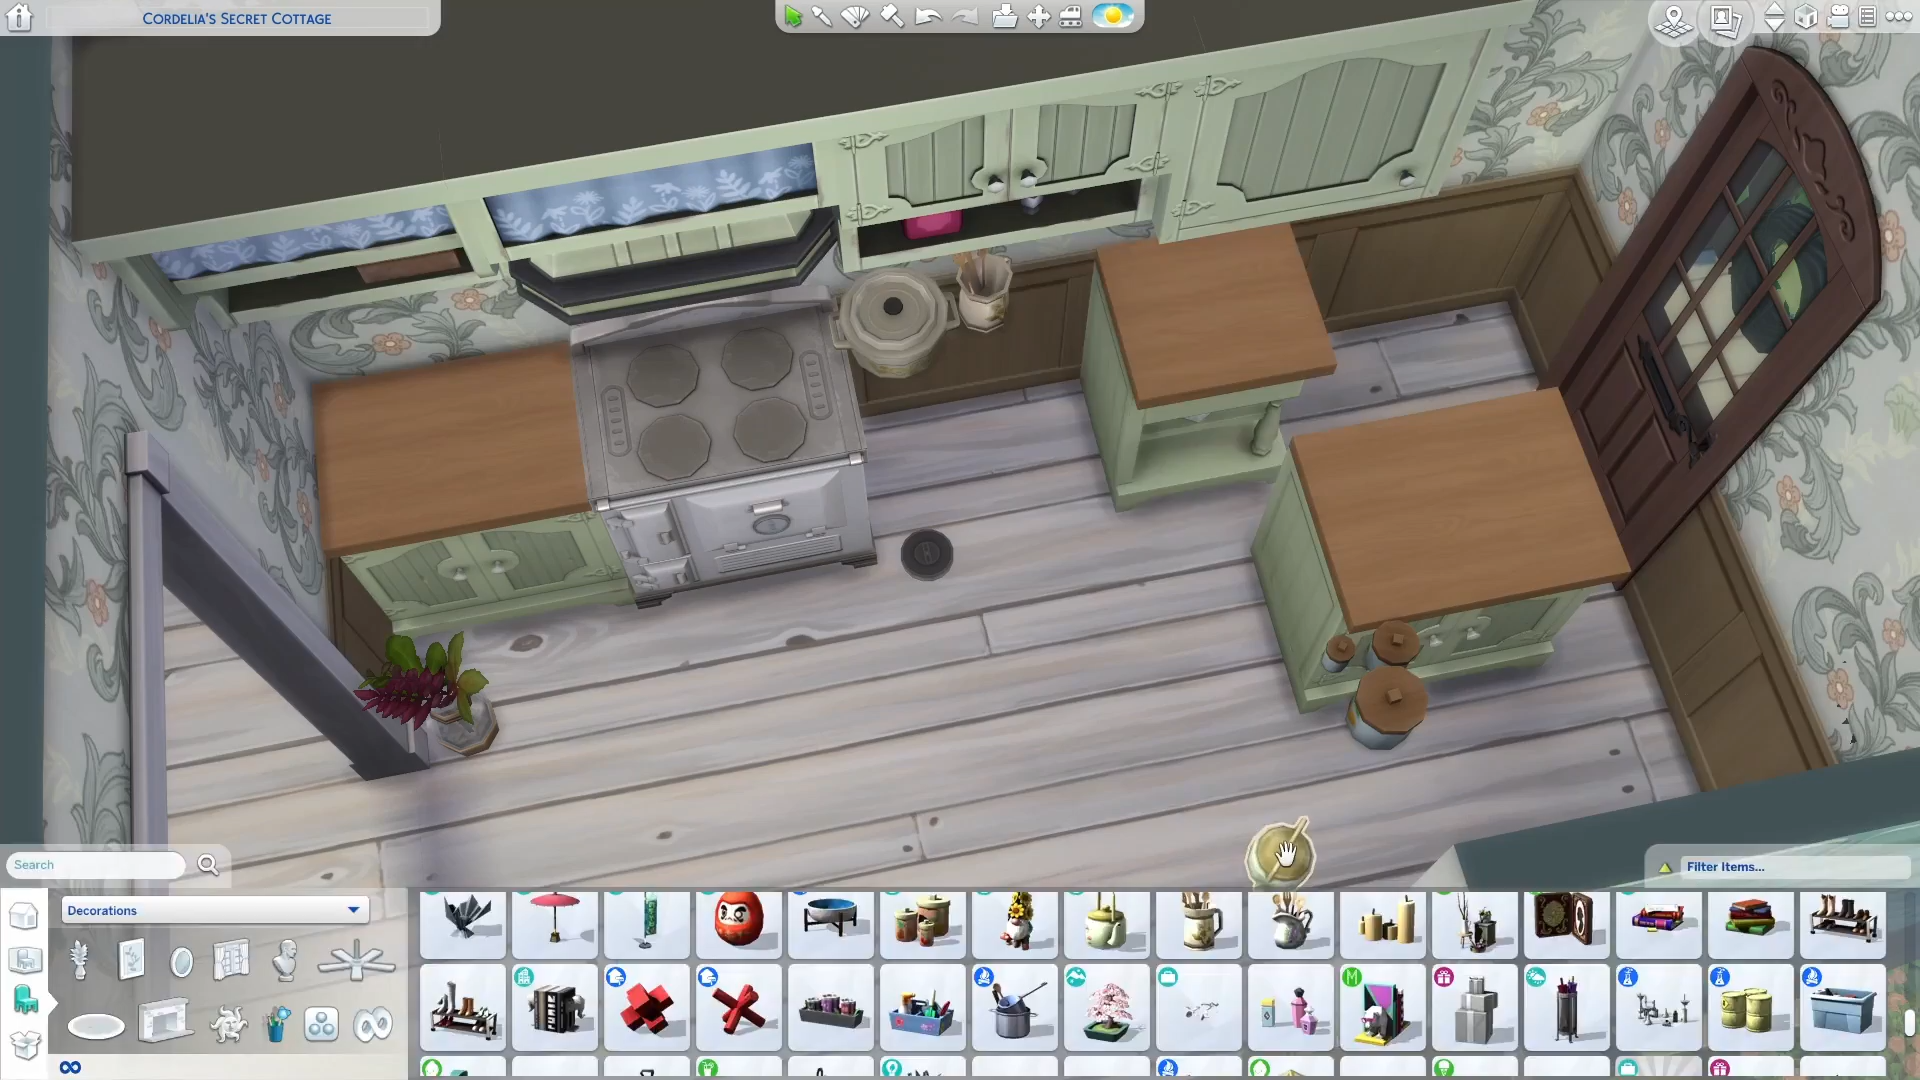 CORDELIA'S SECRET COTTAGE
Search
Filter Items...
Decorations
M